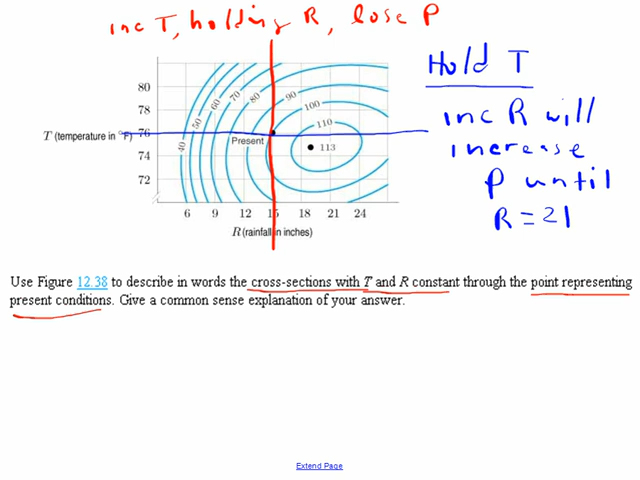 inc T, holding R, lose P
Hold T
inc R will
increase
P until
R = 21
80
78
76
74
72
T (temperature in °F)
40
50
60
70
80
90
100
110
113
Present
6 9 12 15 18 21 24
R (rainfall in inches)
Use Figure 12.38 to describe in words the cross-sections with T and R constant through the point representing
present conditions. Give a common sense explanation of your answer.
Extend Page